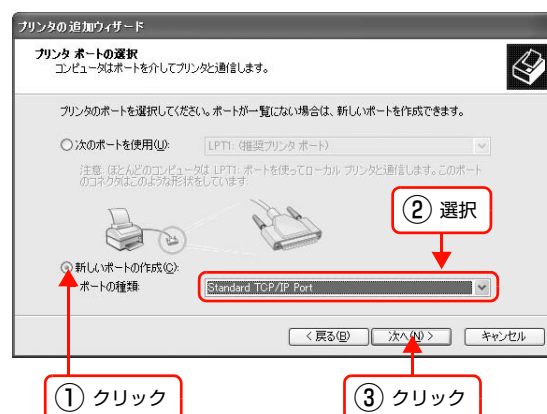 プリンタの追加ウィザード
プリンタ ポートの選択
コンピュータはポートを介してプリンタと通信します。
プリンタのポートを選択してください。ポートが一覧にない場合は、新しいポートを作成できます。
次のポートを使用(U):
LPT1: (推奨プリンタ ポート)
注意: ほとんどのコンピュータは LPT1: ポートを使ってローカル プリンタと通信します。このポート
のコネクタはこのような形状をしています:
② 選択
新しいポートの作成(C):
ポートの種類:
Standard TCP/IP Port
< 戻る(B)
次へ(N) >
キャンセル
① クリック
③ クリック